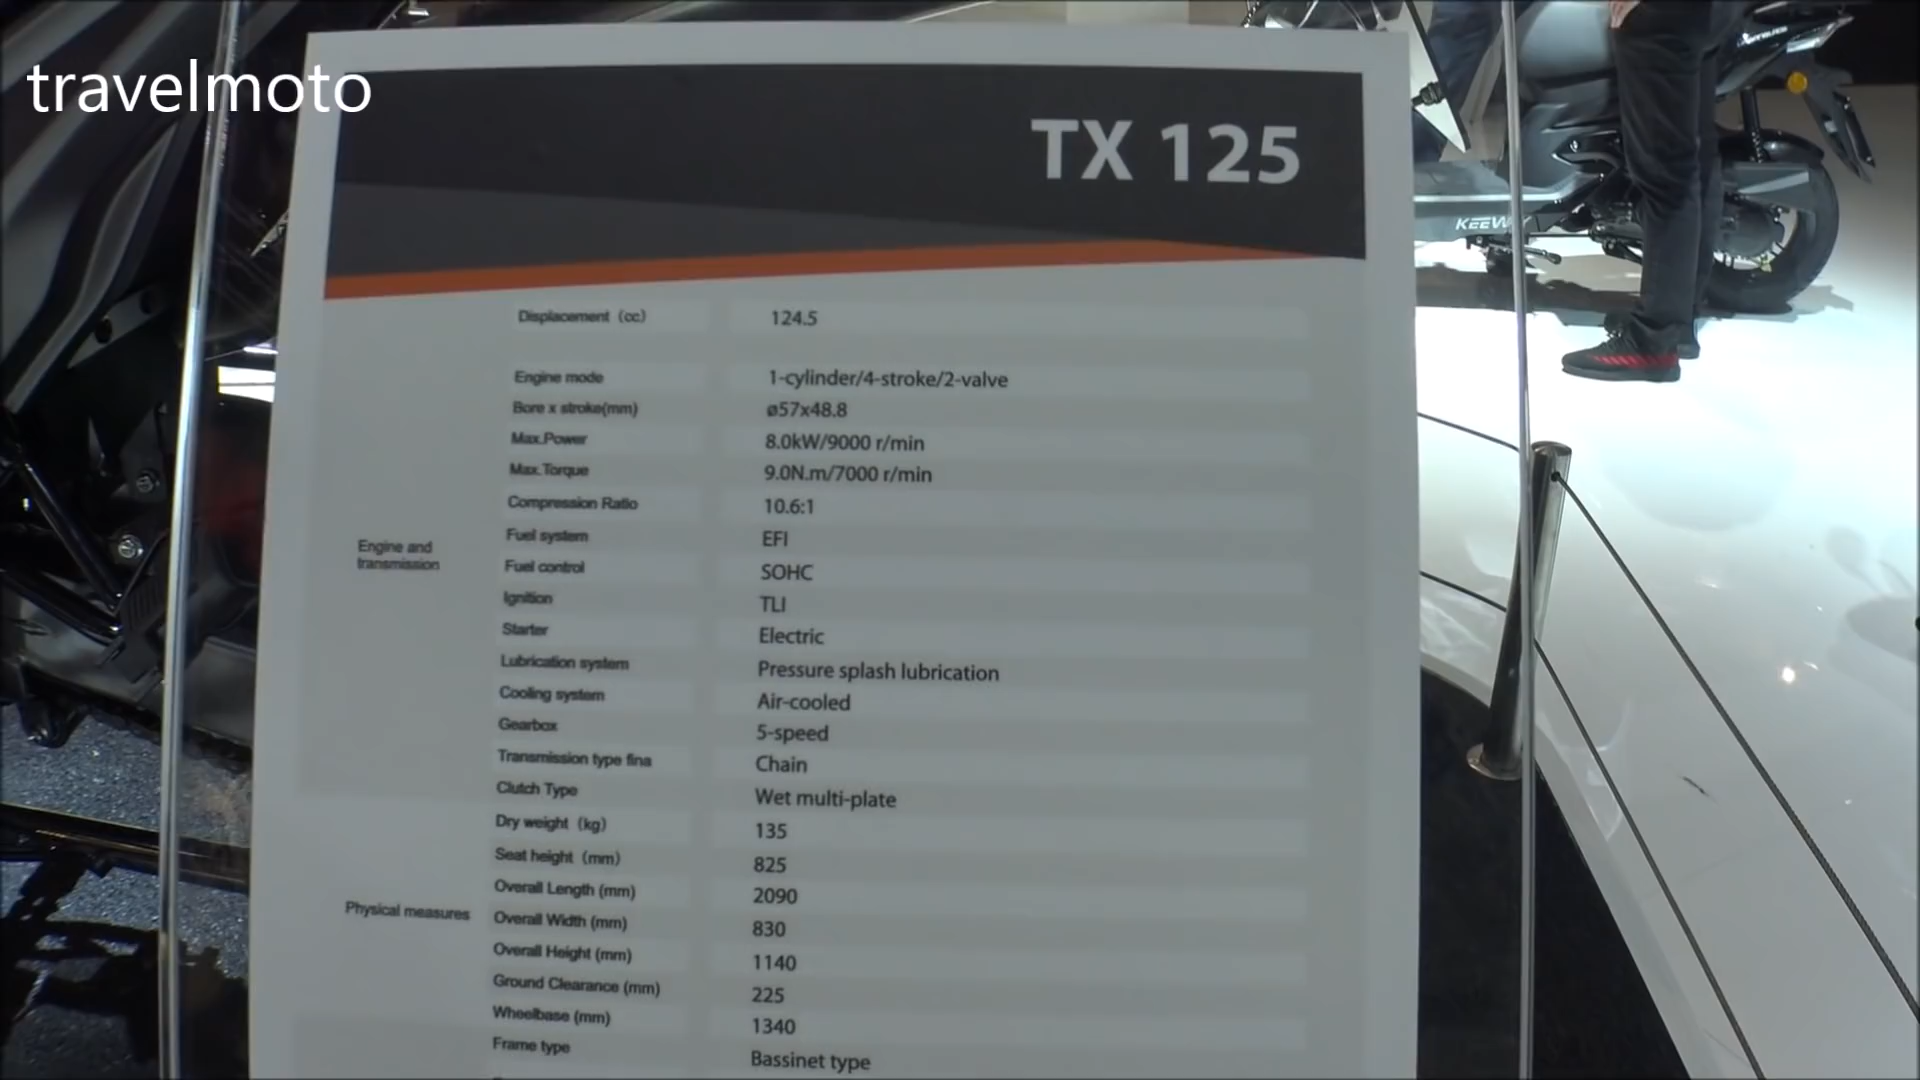 travelmoto
TX 125
KEEWAY
Displacement (cc) 124.5
Engine mode 1-cylinder/4-stroke/2-valve
Bore x stroke(mm) ø57x48.8
Max.Power 8.0kW/9000 r/min
Max.Torque 9.0N.m/7000 r/min
Compression Ratio 10.6:1
Fuel system EFI
Engine and
transmission
Fuel control SOHC
Ignition TLI
Starter Electric
Lubrication system Pressure splash lubrication
Cooling system Air-cooled
Gearbox 5-speed
Transmission type fina Chain
Clutch Type Wet multi-plate
Dry weight (kg) 135
Seat height (mm) 825
Overall Length (mm) 2090
Physical measures
Overall Width (mm) 830
Overall Height (mm) 1140
Ground Clearance (mm) 225
Wheelbase (mm) 1340
Frame type Bassinet type